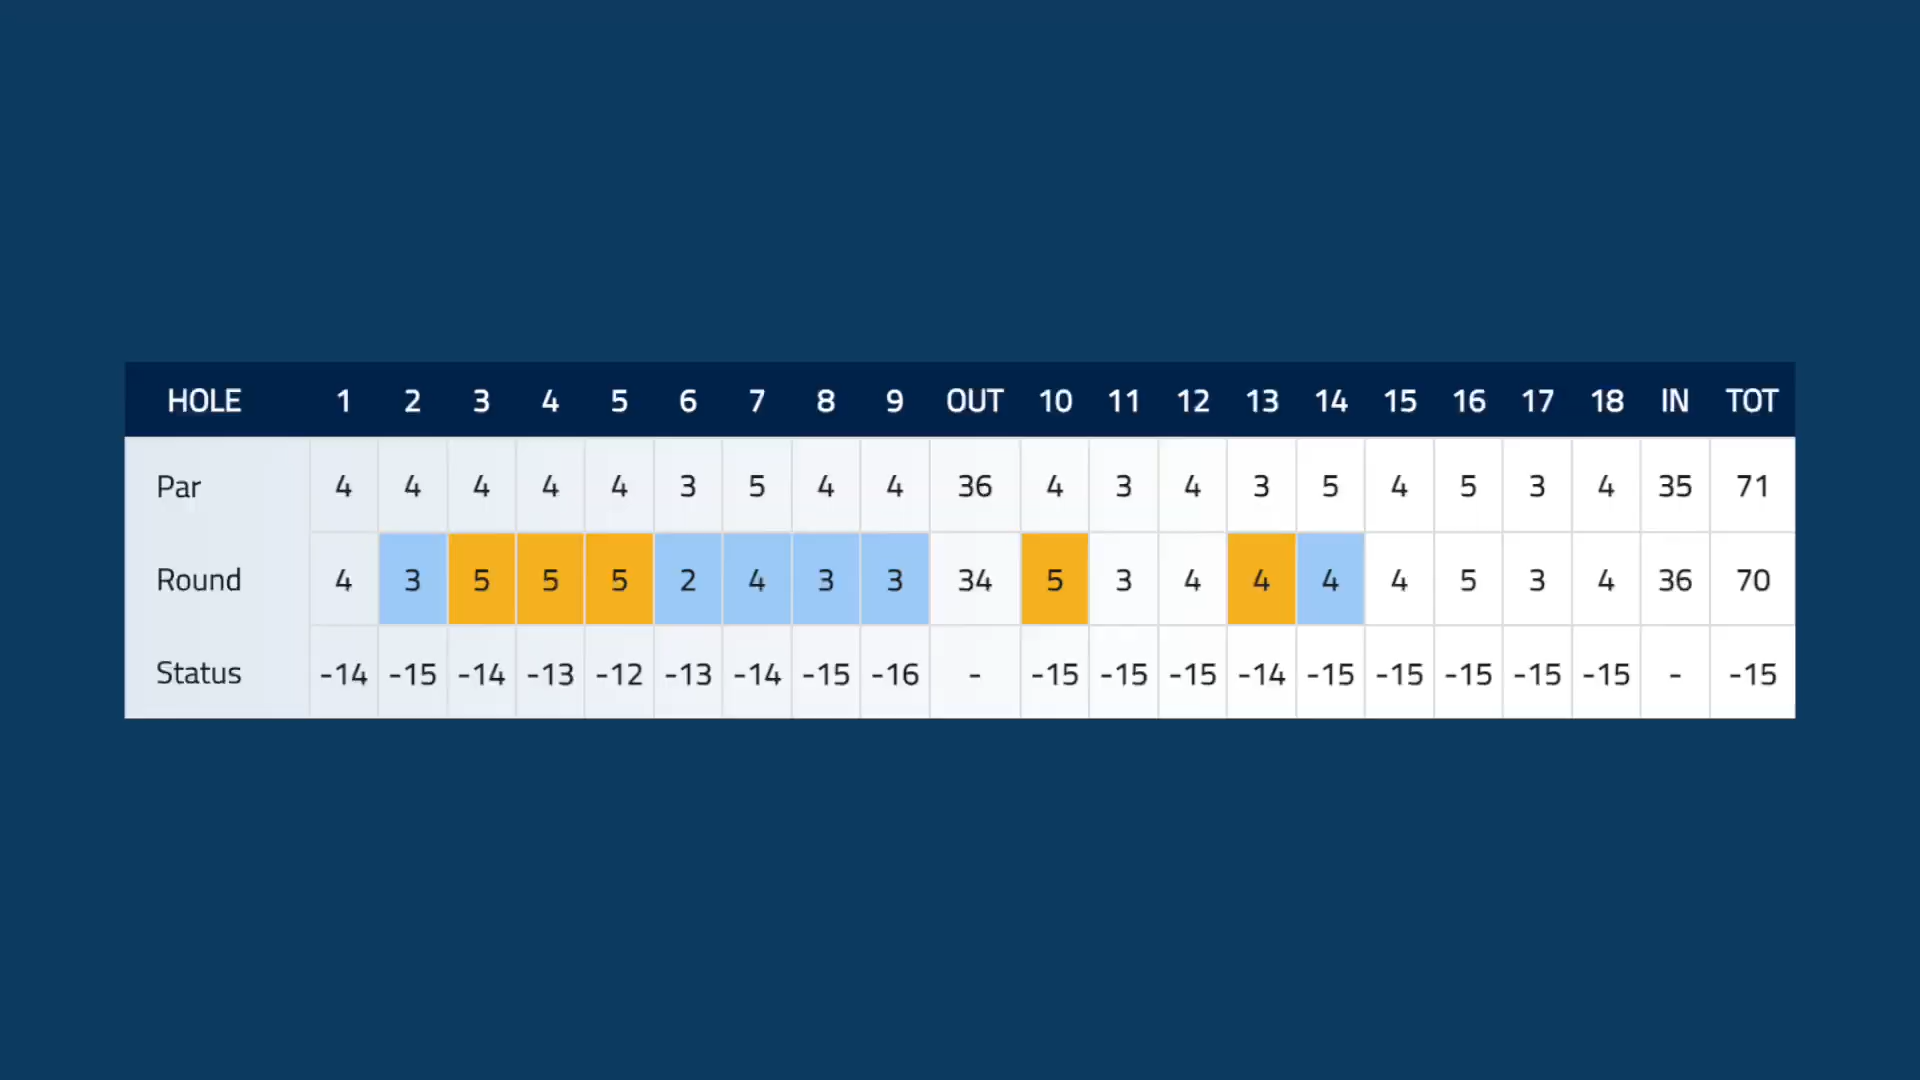 HOLE 1 2 3 4 5 6 7 8 9 OUT 10 11 12 13 14 15 16 17 18 IN TOT
Par 4 4 4 4 4 3 5 4 4 36 4 3 4 3 5 4 5 3 4 35 71
Round 4 3 5 5 5 2 4 3 3 34 5 3 4 4 4 4 5 3 4 36 70
Status -14 -15 -14 -13 -12 -13 -14 -15 -16 - -15 -15 -15 -14 -15 -15 -15 -15 -15 - -15